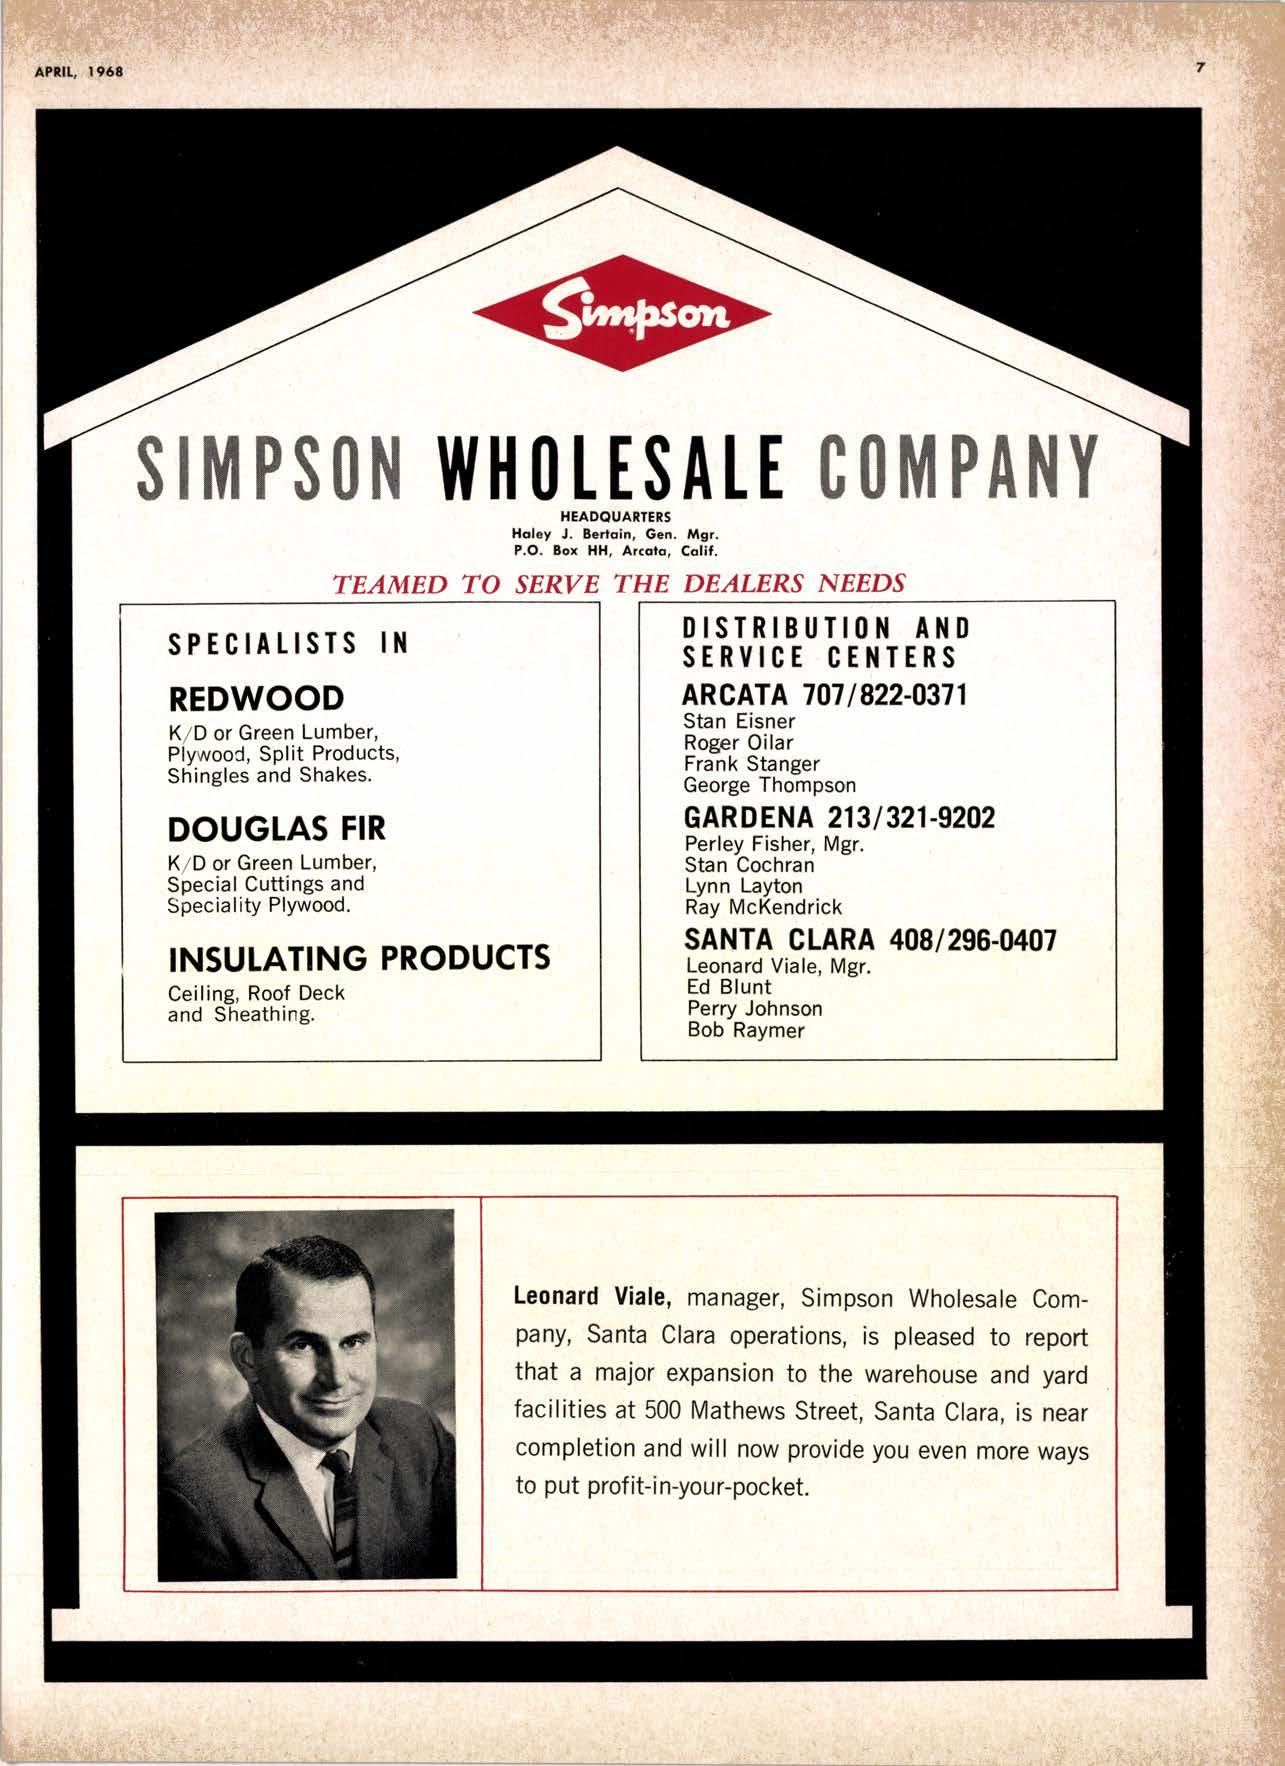 APRIL, 1968
7
Simpson
SIMPSON WHOLESALE COMPANY
HEADQUARTERS
Haley J. Bertain, Gen. Mgr.
P.O. Box HH, Arcata, Calif.
TEAMED TO SERVE THE DEALERS NEEDS
SPECIALISTS IN
REDWOOD
K/D or Green Lumber,
Plywood, Split Products,
Shingles and Shakes.
DOUGLAS FIR
K/D or Green Lumber,
Special Cuttings and
Speciality Plywood.
INSULATING PRODUCTS
Ceiling, Roof Deck
and Sheathing.
DISTRIBUTION AND
SERVICE CENTERS
ARCATA 707/822-0371
Stan Eisner
Roger Oilar
Frank Stanger
George Thompson
GARDENA 213/321-9202
Perley Fisher, Mgr.
Stan Cochran
Lynn Layton
Ray McKendrick
SANTA CLARA 408/296-0407
Leonard Viale, Mgr.
Ed Blunt
Perry Johnson
Bob Raymer
Leonard Viale, manager, Simpson Wholesale Com-
pany, Santa Clara operations, is pleased to report
that a major expansion to the warehouse and yard
facilities at 500 Mathews Street, Santa Clara, is near
completion and will now provide you even more ways
to put profit-in-your-pocket.